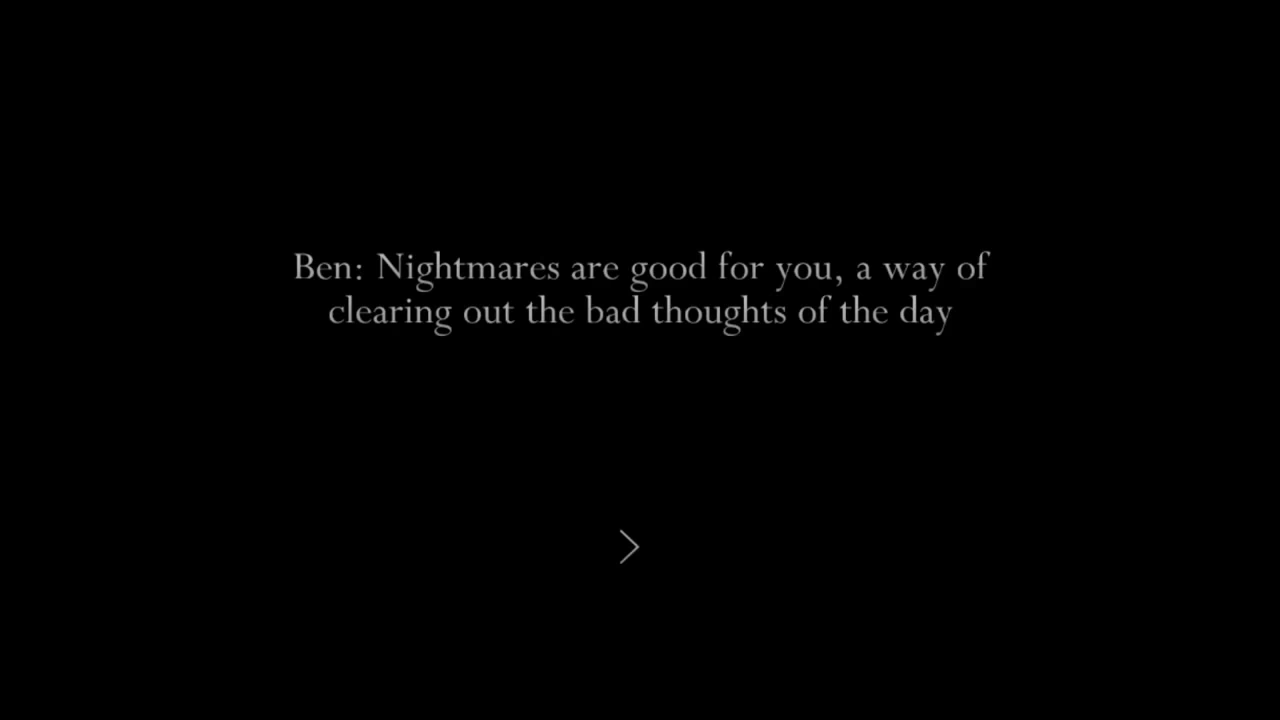 Ben: Nightmares are good for you, a way of
clearing out the bad thoughts of the day